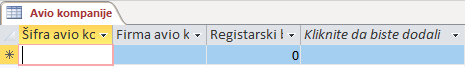 Avio kompanije
Šifra avio kc Firma avio k Registarski k Kliknite da biste dodali
0